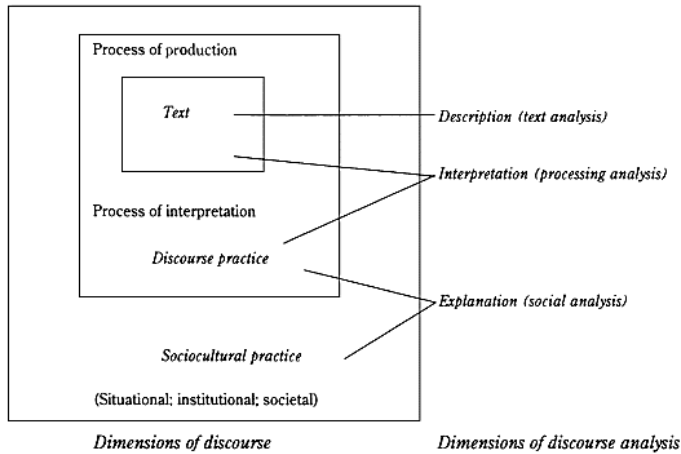 Process of production
Text
Description (text analysis)
Interpretation (processing analysis)
Process of interpretation
Discourse practice
Explanation (social analysis)
Sociocultural practice
(Situational; institutional; societal)
Dimensions of discourse
Dimensions of discourse analysis